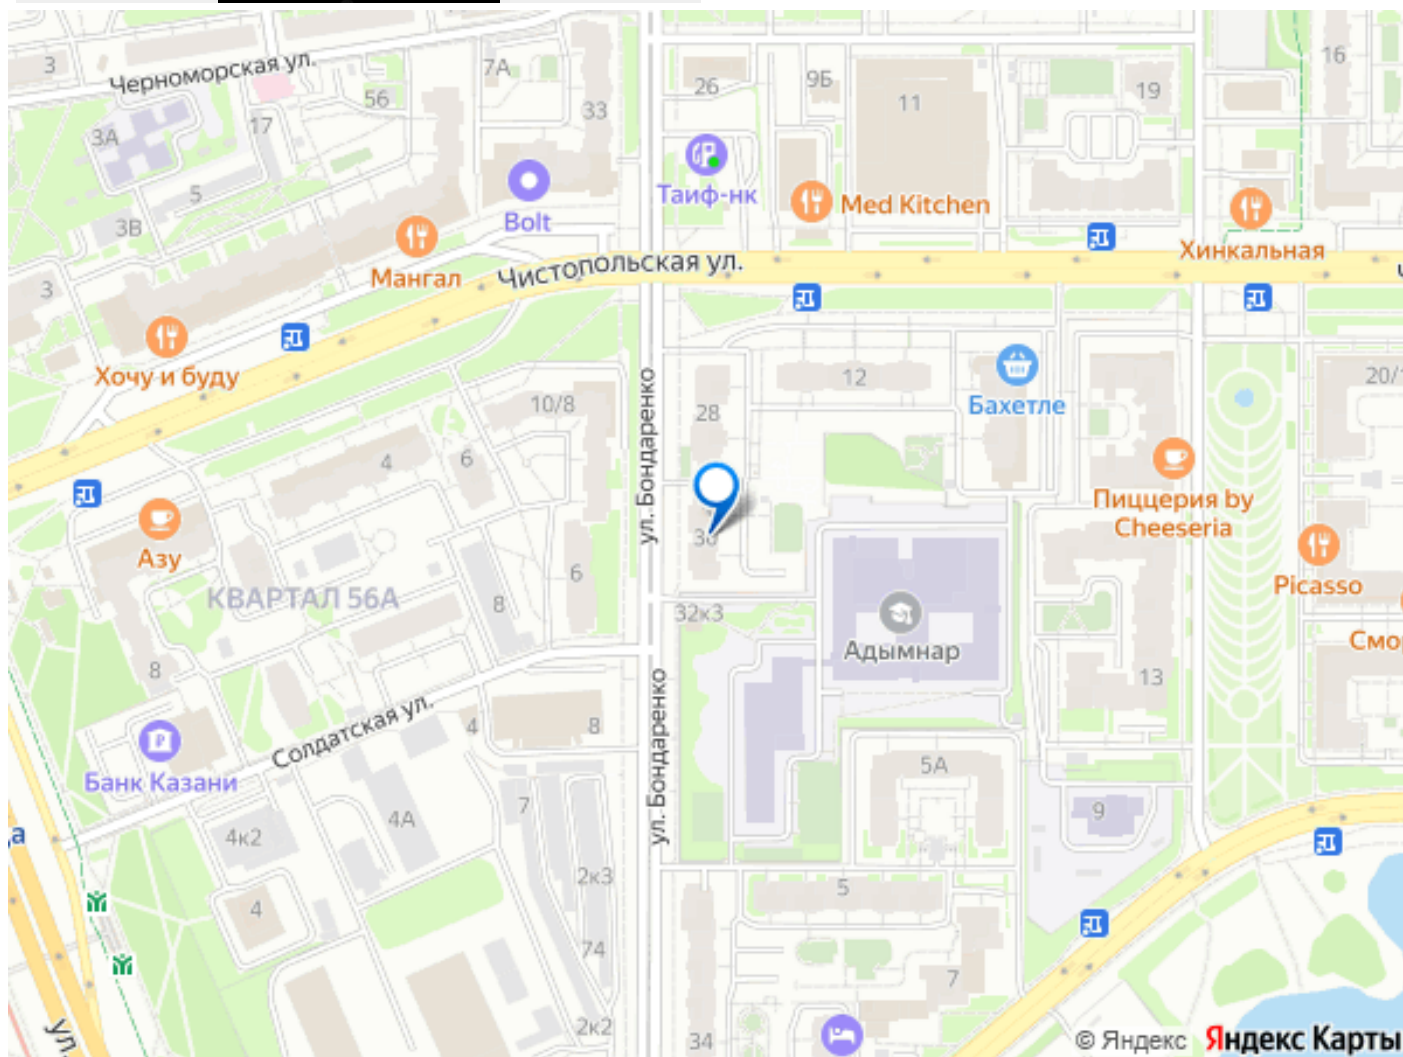 Черноморская ул.
3
7А
26
9Б
11
19
16
56
33
3А
17
5
3В
Таиф-нк
Bolt
Med Kitchen
Хинкальная
Мангал
Чистопольская ул.
3
Хочу и буду
12
Бахетле
20/1
10/8
28
ул. Бондаренко
4
6
Пиццерия by
Cheeseria
Азу
Picasso
КВАРТАЛ 56А
6
8
32к3
Адымнар
8
13
Солдатская ул.
ул. Бондаренко
4
8
Банк Казани
5А
4А
7
9
4к2
2к3
5
4
74
7
2к2
34
ул.
© Яндекс Яндекс Карты